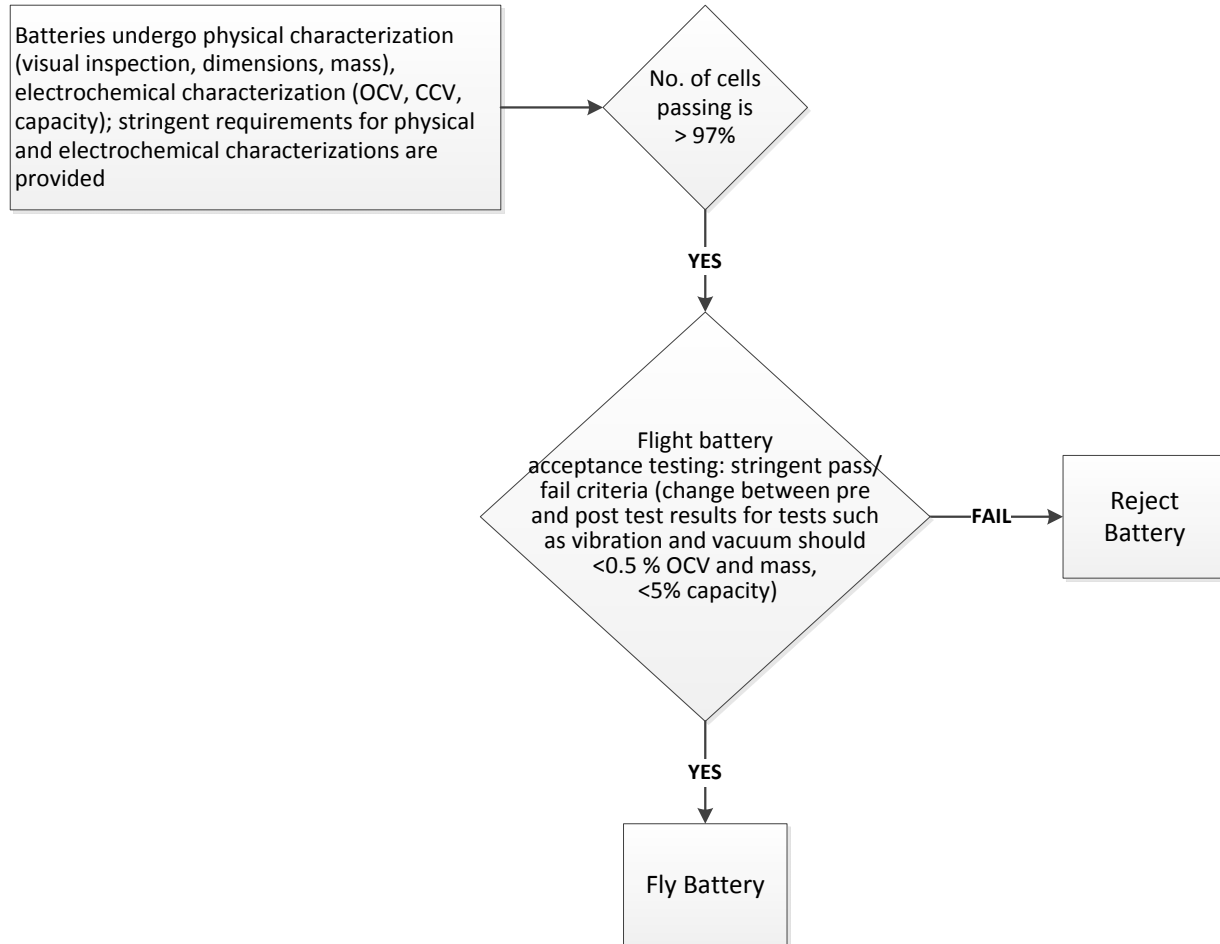 Batteries undergo physical characterization
(visual inspection, dimensions, mass),
electrochemical characterization (OCV, CCV,
capacity); stringent requirements for physical
and electrochemical characterizations are
provided
No. of cells
passing is
> 97%
YES
Flight battery
acceptance testing: stringent pass/
fail criteria (change between pre
and post test results for tests such
as vibration and vacuum should
<0.5 % OCV and mass,
<5% capacity)
FAIL
Reject
Battery
YES
Fly Battery